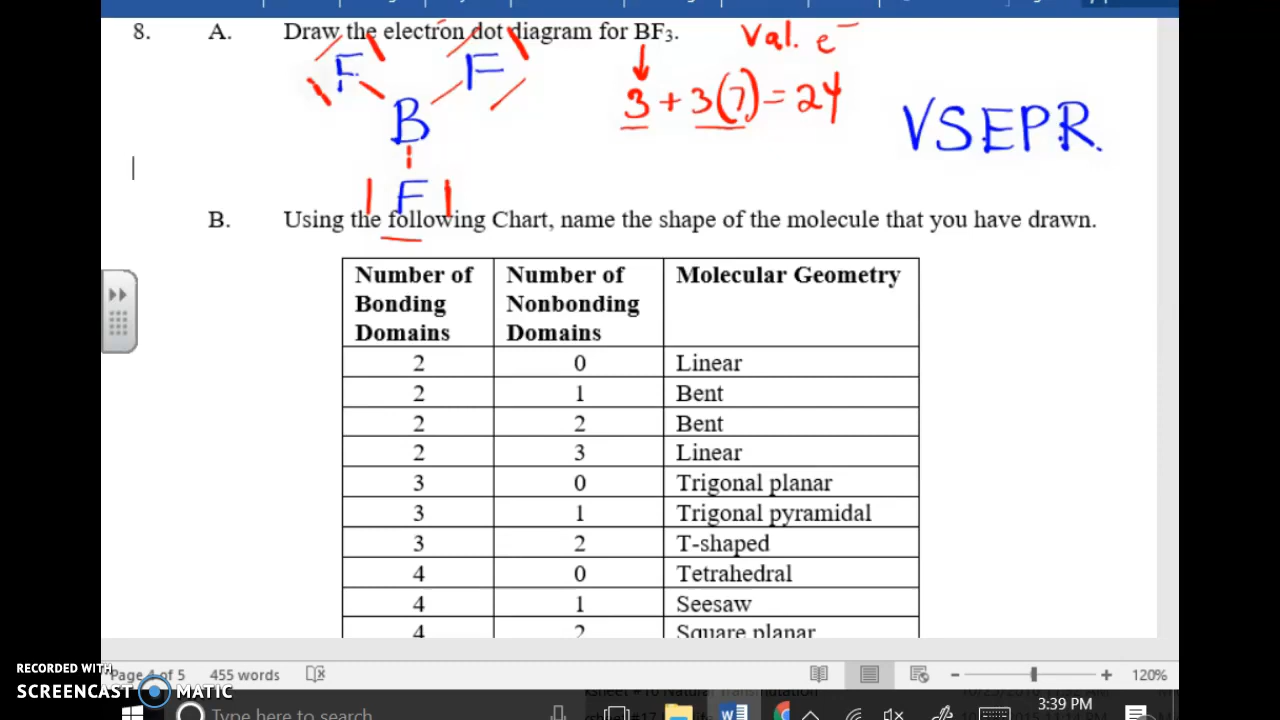 8. A. Draw the electron dot diagram for BF₃.
Val. e⁻
F F
B
3 + 3(7) = 24
VSEPR.
F
B. Using the following Chart, name the shape of the molecule that you have drawn.
Number of Bonding Domains Number of Nonbonding Domains Molecular Geometry
2 0 Linear
2 1 Bent
2 2 Bent
2 3 Linear
3 0 Trigonal planar
3 1 Trigonal pyramidal
3 2 T-shaped
4 0 Tetrahedral
4 1 Seesaw
4 2 Square planar
RECORDED WITH
SCREENCAST MATIC
Page 4 of 5 455 words 120%
Type here to search
3:39 PM